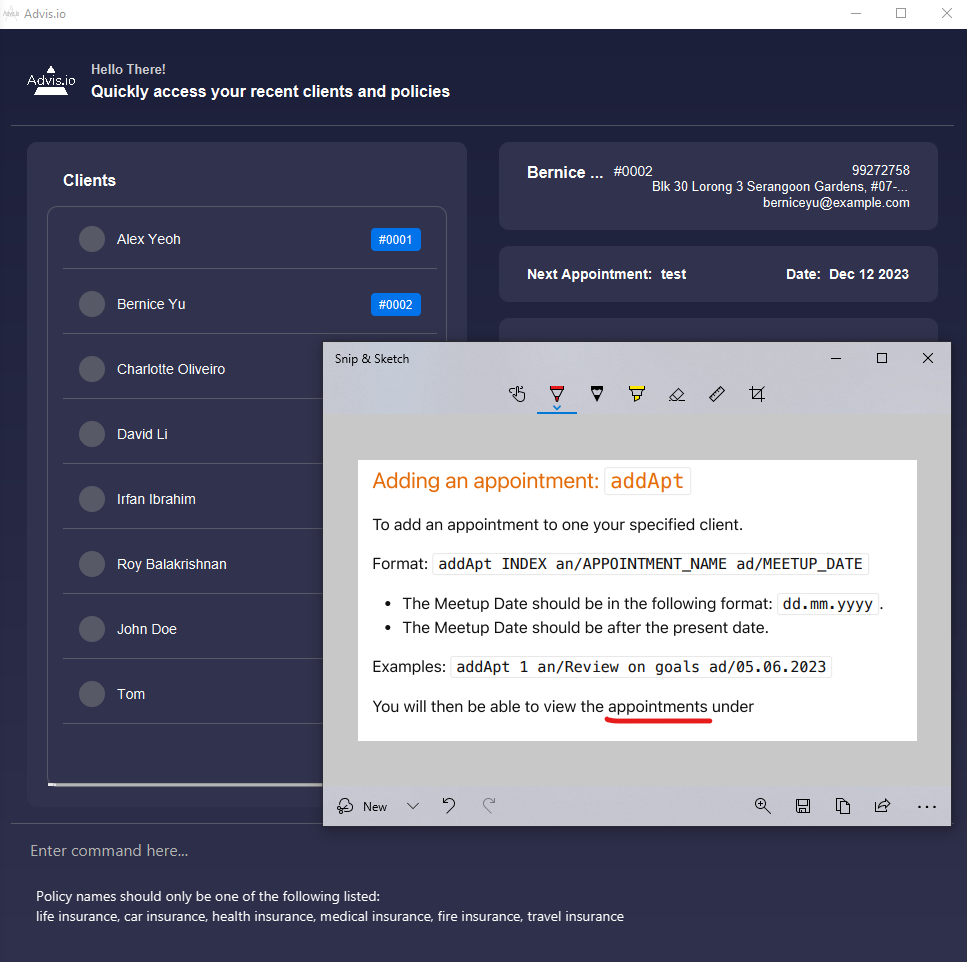 Advis.io
Advis.io
Hello There!
Quickly access your recent clients and policies
Clients
Alex Yeoh #0001
Bernice Yu #0002
Charlotte Oliveiro
David Li
Irfan Ibrahim
Roy Balakrishnan
John Doe
Tom
Bernice ... #0002 99272758
Blk 30 Lorong 3 Serangoon Gardens, #07-...
berniceyu@example.com
Next Appointment: test Date: Dec 12 2023
Snip & Sketch
Adding an appointment: addApt
To add an appointment to one your specified client.
Format: addApt INDEX an/APPOINTMENT_NAME ad/MEETUP_DATE
• The Meetup Date should be in the following format: dd.mm.yyyy.
• The Meetup Date should be after the present date.
Examples: addApt 1 an/Review on goals ad/05.06.2023
You will then be able to view the appointments under
New
Enter command here...
Policy names should only be one of the following listed:
life insurance, car insurance, health insurance, medical insurance, fire insurance, travel insurance